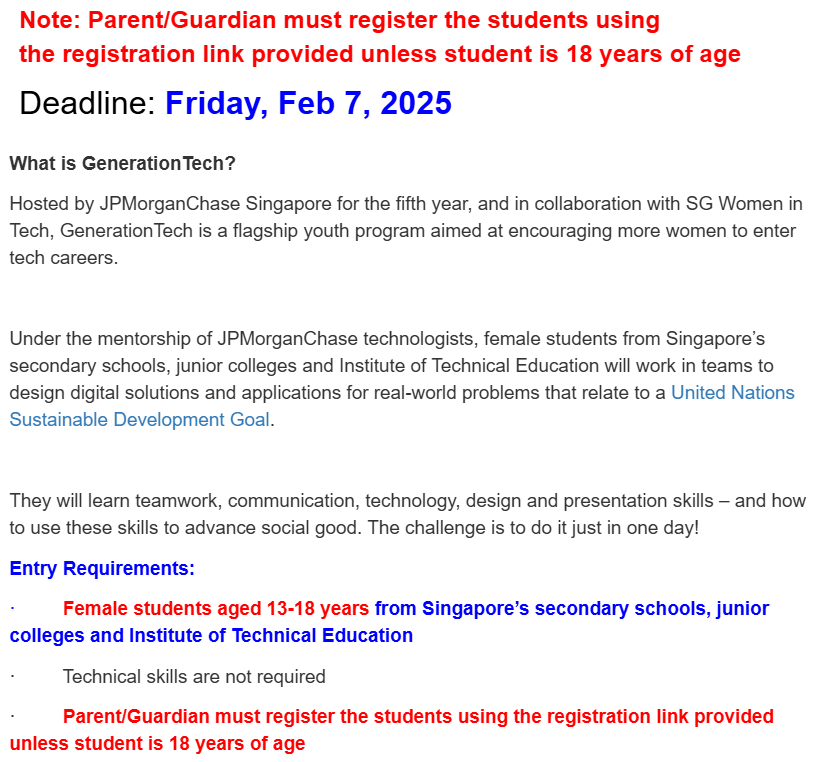 Note: Parent/Guardian must register the students using
the registration link provided unless student is 18 years of age
Deadline: Friday, Feb 7, 2025
What is GenerationTech?
Hosted by JPMorganChase Singapore for the fifth year, and in collaboration with SG Women in
Tech, GenerationTech is a flagship youth program aimed at encouraging more women to enter
tech careers.
Under the mentorship of JPMorganChase technologists, female students from Singapore’s
secondary schools, junior colleges and Institute of Technical Education will work in teams to
design digital solutions and applications for real-world problems that relate to a United Nations
Sustainable Development Goal.
They will learn teamwork, communication, technology, design and presentation skills – and how
to use these skills to advance social good. The challenge is to do it just in one day!
Entry Requirements:
· Female students aged 13-18 years from Singapore’s secondary schools, junior
colleges and Institute of Technical Education
· Technical skills are not required
· Parent/Guardian must register the students using the registration link provided
unless student is 18 years of age